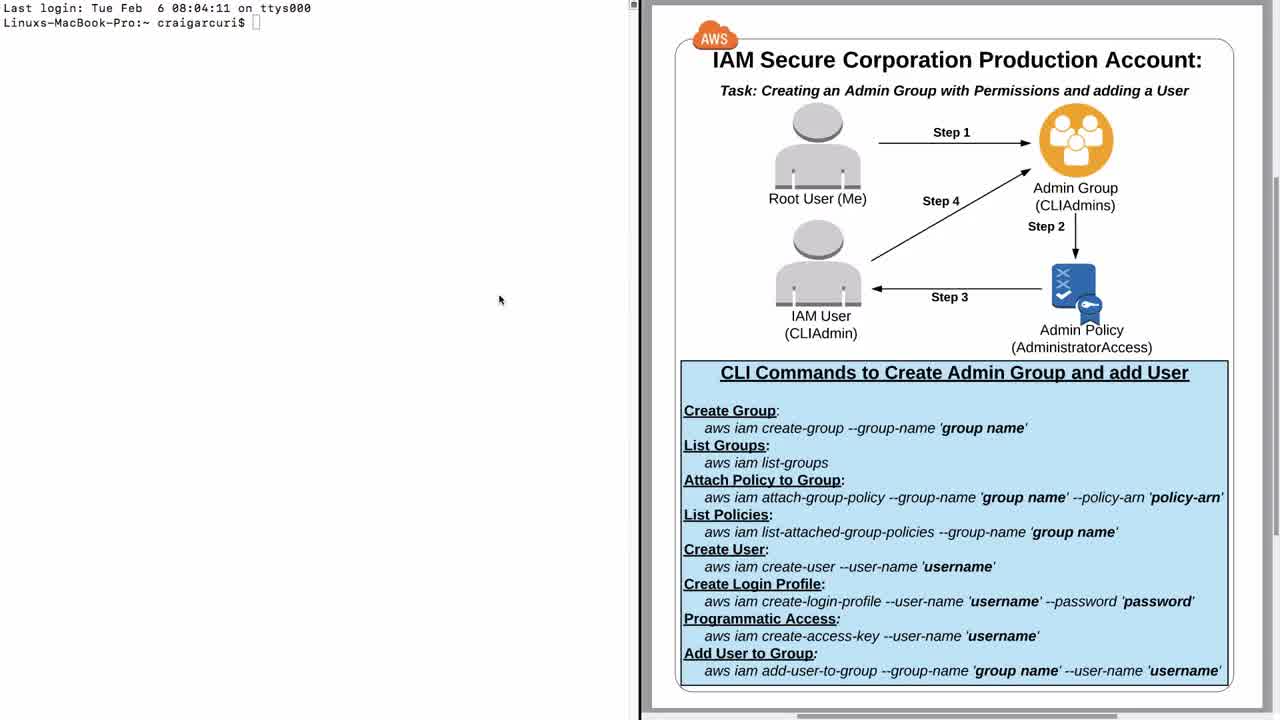 Last login: Tue Feb  6 08:04:11 on ttys000
Linuxs-MacBook-Pro:~ craigarcuri$
AWS
IAM Secure Corporation Production Account:
Task: Creating an Admin Group with Permissions and adding a User
Step 1
Root User (Me)
Admin Group
(CLIAdmins)
Step 4
Step 2
Step 3
IAM User
(CLIAdmin)
Admin Policy
(AdministratorAccess)
CLI Commands to Create Admin Group and add User
Create Group:
aws iam create-group --group-name 'group name'
List Groups:
aws iam list-groups
Attach Policy to Group:
aws iam attach-group-policy --group-name 'group name' --policy-arn 'policy-arn'
List Policies:
aws iam list-attached-group-policies --group-name 'group name'
Create User:
aws iam create-user --user-name 'username'
Create Login Profile:
aws iam create-login-profile --user-name 'username' --password 'password'
Programmatic Access:
aws iam create-access-key --user-name 'username'
Add User to Group:
aws iam add-user-to-group --group-name 'group name' --user-name 'username'